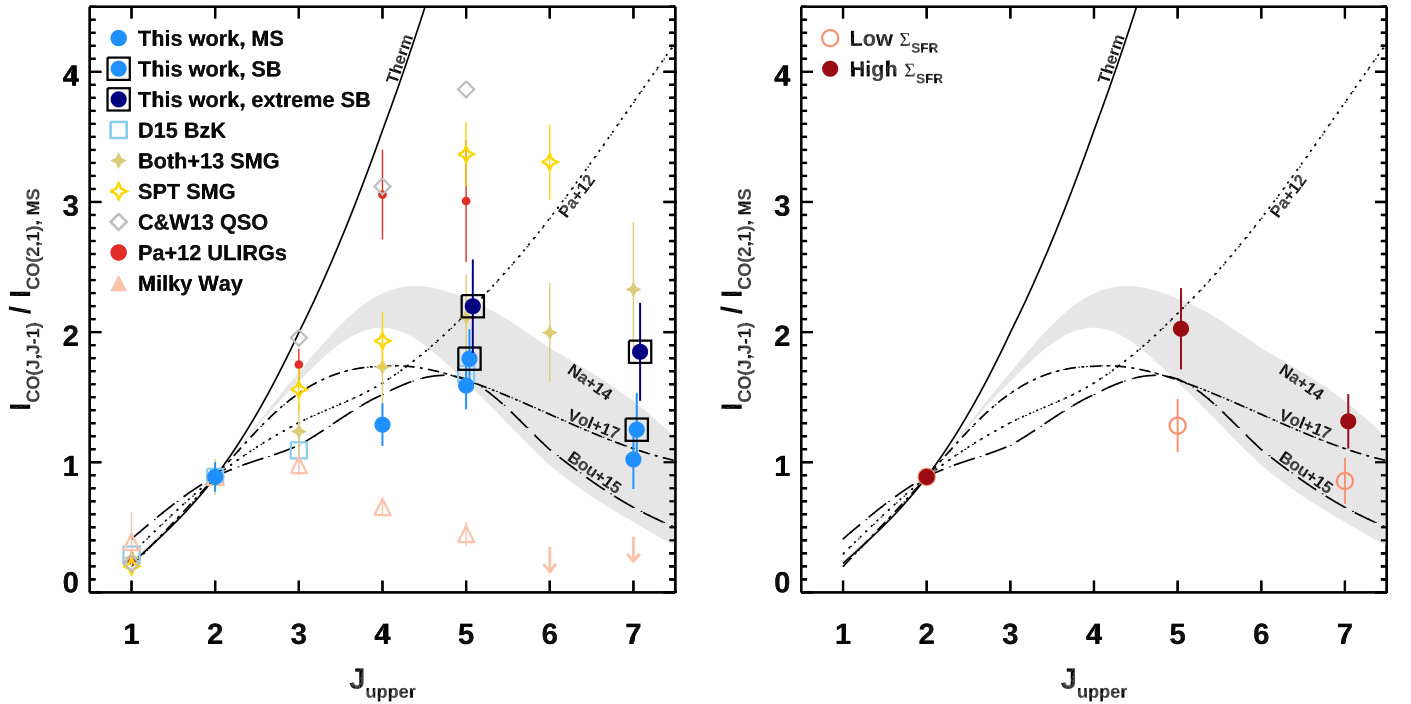 This work, MS
This work, SB
This work, extreme SB
D15 BzK
Both+13 SMG
SPT SMG
C&W13 QSO
Pa+12 ULIRGs
Milky Way
Therm
Pa+12
Na+14
Vol+17
Bou+15
0
1
2
3
4
1 2 3 4 5 6 7
J_upper
I_CO(J,J-1) / I_CO(2,1), MS
Low Σ_SFR
High Σ_SFR
Therm
Pa+12
Na+14
Vol+17
Bou+15
0
1
2
3
4
1 2 3 4 5 6 7
J_upper
I_CO(J,J-1) / I_CO(2,1), MS